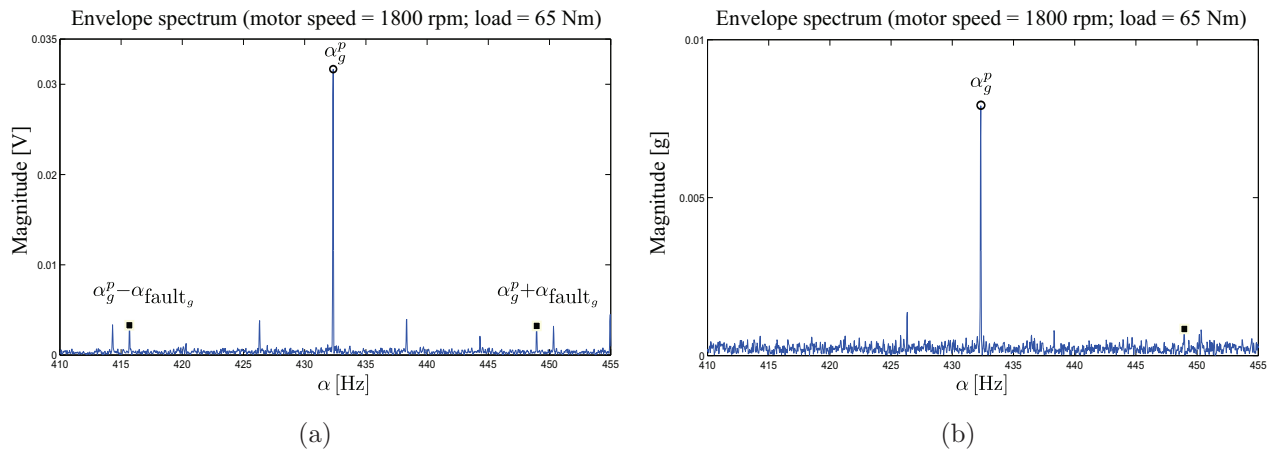 Envelope spectrum (motor speed = 1800 rpm; load = 65 Nm)
0.035
0.03
0.02
0.01
0
Magnitude [V]
α_g^p
α_g^p−α_fault_g
α_g^p+α_fault_g
410 415 420 425 430 435 440 445 450 455
α [Hz]
(a)
Envelope spectrum (motor speed = 1800 rpm; load = 65 Nm)
0.01
0.005
0
Magnitude [g]
α_g^p
410 415 420 425 430 435 440 445 450 455
α [Hz]
(b)